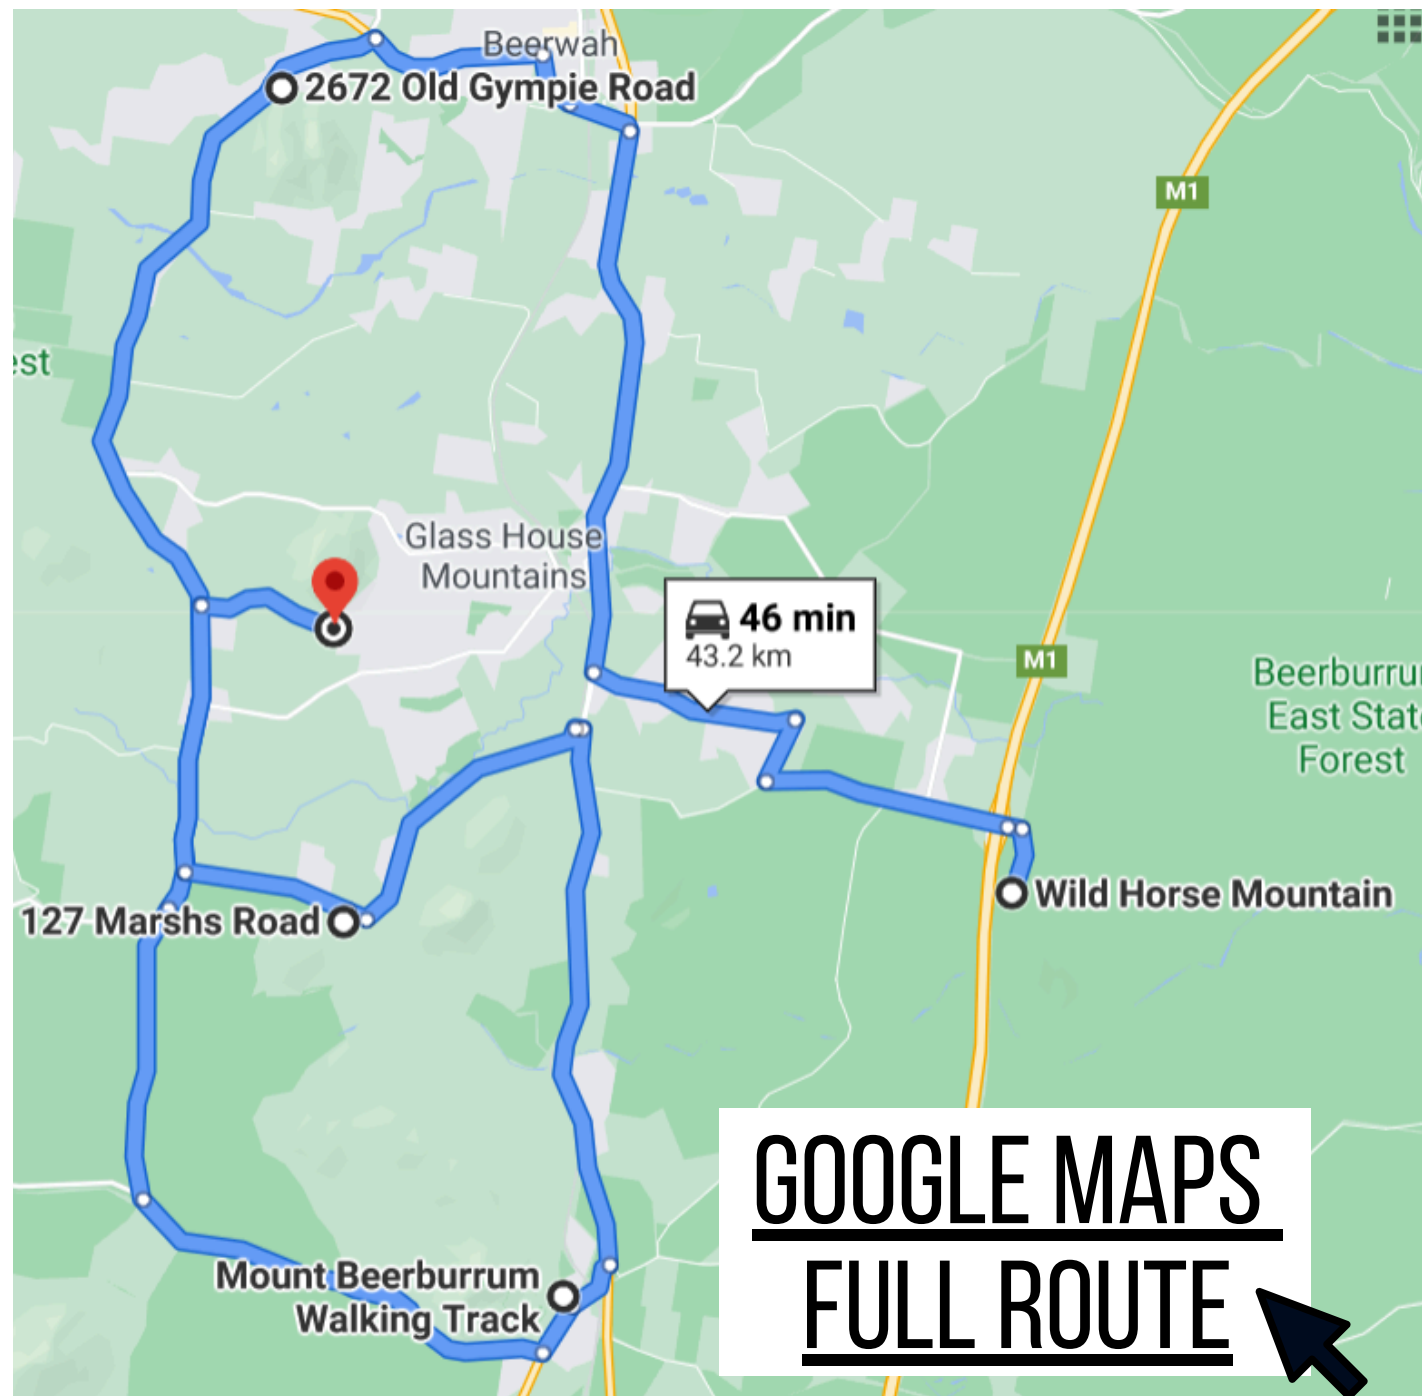 Beerwah
2672 Old Gympie Road
M1
est
Glass House
Mountains
46 min
43.2 km
M1
Beerburru
East State
Forest
127 Marshs Road
Wild Horse Mountain
GOOGLE MAPS
FULL ROUTE
Mount Beerburrum
Walking Track